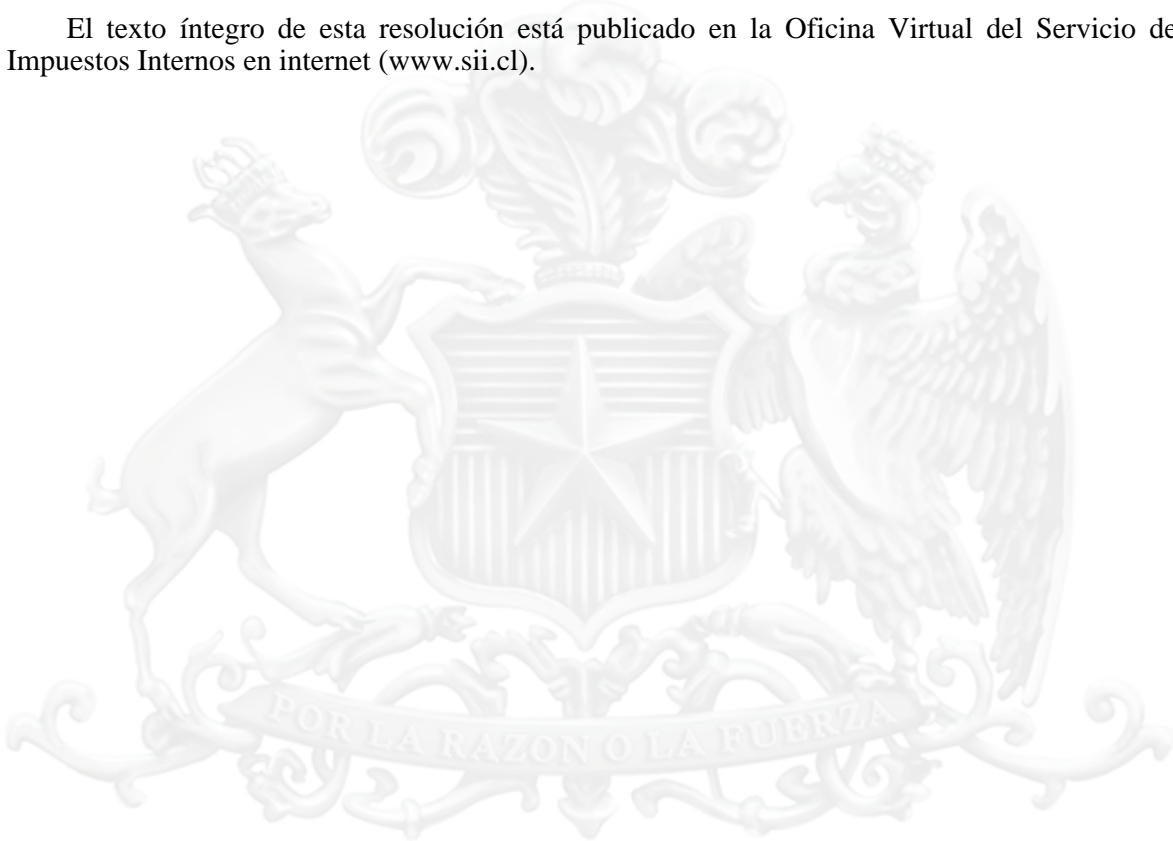 El texto íntegro de esta resolución está publicado en la Oficina Virtual del Servicio de
Impuestos Internos en internet (www.sii.cl).
POR LA RAZON O LA FUERZA